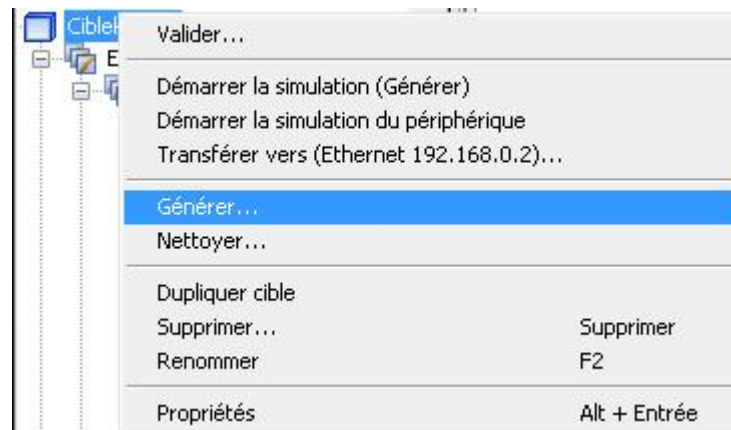 Valider...
Démarrer la simulation (Générer)
Démarrer la simulation du périphérique
Transférer vers (Ethernet 192.168.0.2)...
Générer...
Nettoyer...
Dupliquer cible
Supprimer... Supprimer
Renommer F2
Propriétés Alt + Entrée